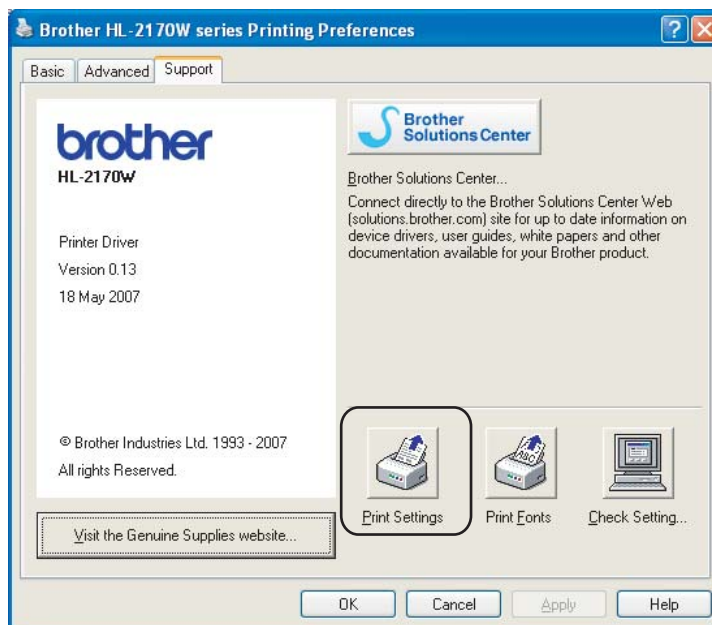 Brother HL-2170W series Printing Preferences
Basic
Advanced
Support
brother
HL-2170W
Printer Driver
Version 0.13
18 May 2007
© Brother Industries Ltd. 1993 - 2007
All rights Reserved.
Visit the Genuine Supplies website...
Brother
Solutions Center
Brother Solutions Center...
Connect directly to the Brother Solutions Center Web
(solutions.brother.com) site for up to date information on
device drivers, user guides, white papers and other
documentation available for your Brother product.
ABC
Print Settings
Print Fonts
Check Setting...
OK
Cancel
Apply
Help